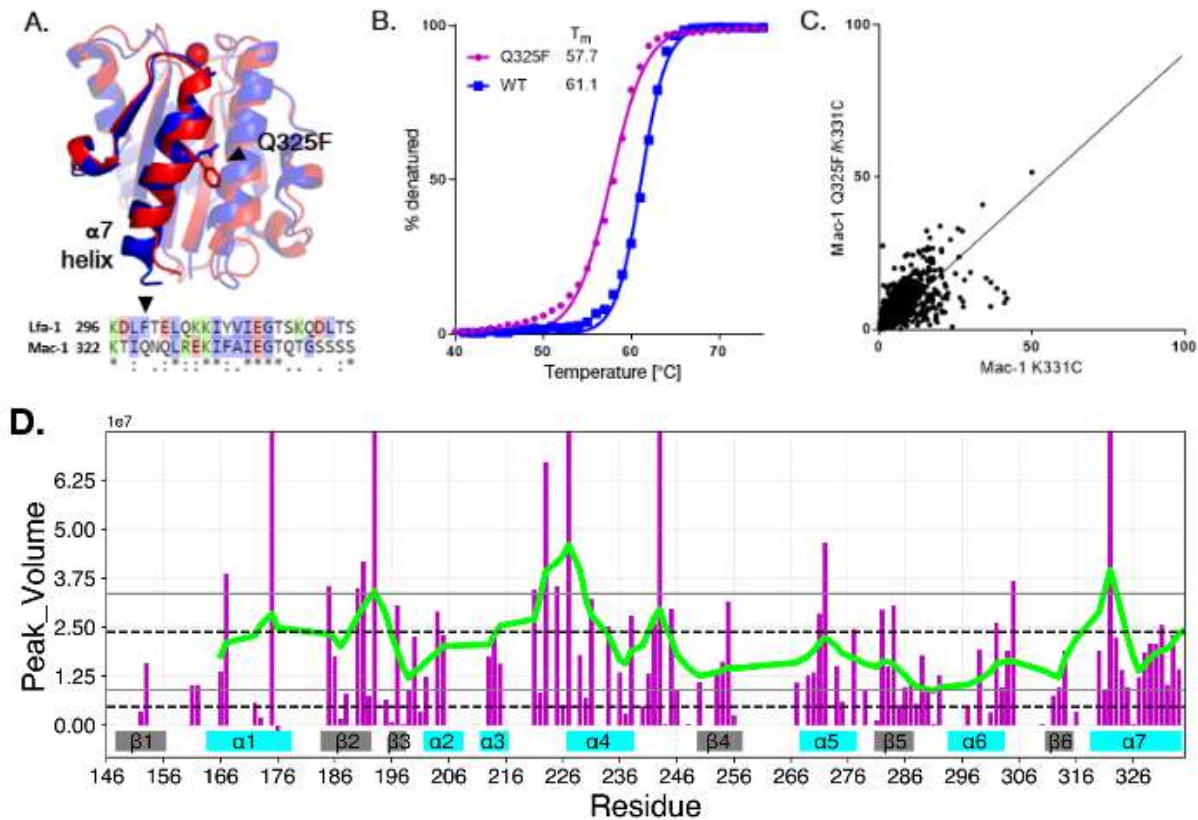 A.
Q325F
α7
helix
Lfa-1 296 KDLFTELQKKIYVIEGTSKQDLTS
Mac-1 322 KTIQNQLREKIFAIEGTQTGSSSS
B.
Tm
Q325F 57.7
WT 61.1
% denatured
100
50
0
40 50 60 70
Temperature [°C]
C.
Mac-1 Q325F/K331C
100
50
0
0 50 100
Mac-1 K331C
D.
1e7
Peak_Volume
6.25
5.00
3.75
2.50
1.25
0.00
β1 α1 β2 β3 α2 α3 α4 β4 α5 β5 α6 β6 α7
146 156 166 176 186 196 206 216 226 236 246 256 266 276 286 296 306 316 326
Residue